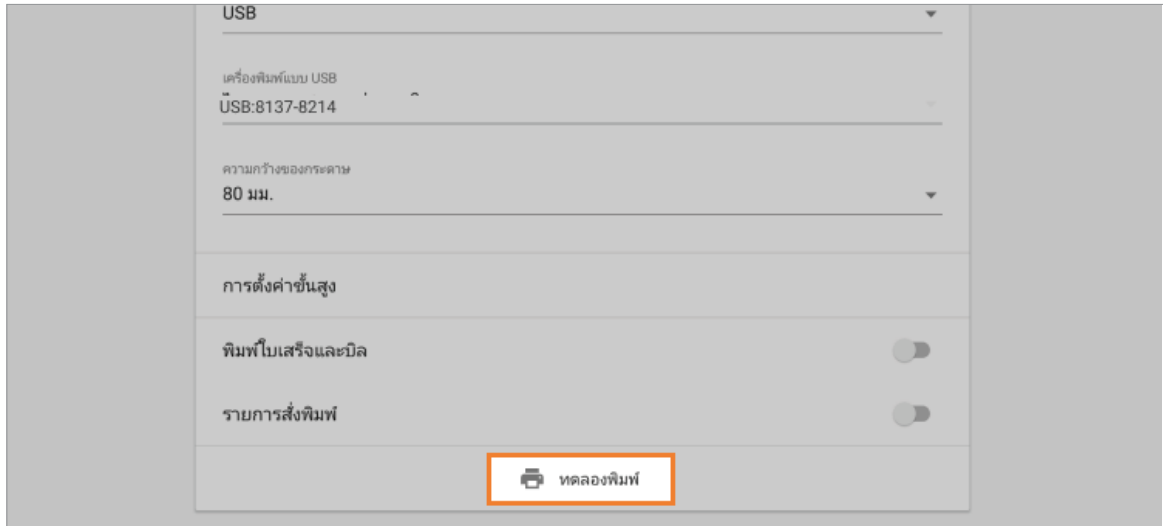 USB
เครื่องพิมพ์แบบ USB
USB:8137-8214
ความกว้างของกระดาษ
80 มม.
การตั้งค่าขั้นสูง
พิมพ์ใบเสร็จและบิล
รายการสั่งพิมพ์
ทดลองพิมพ์